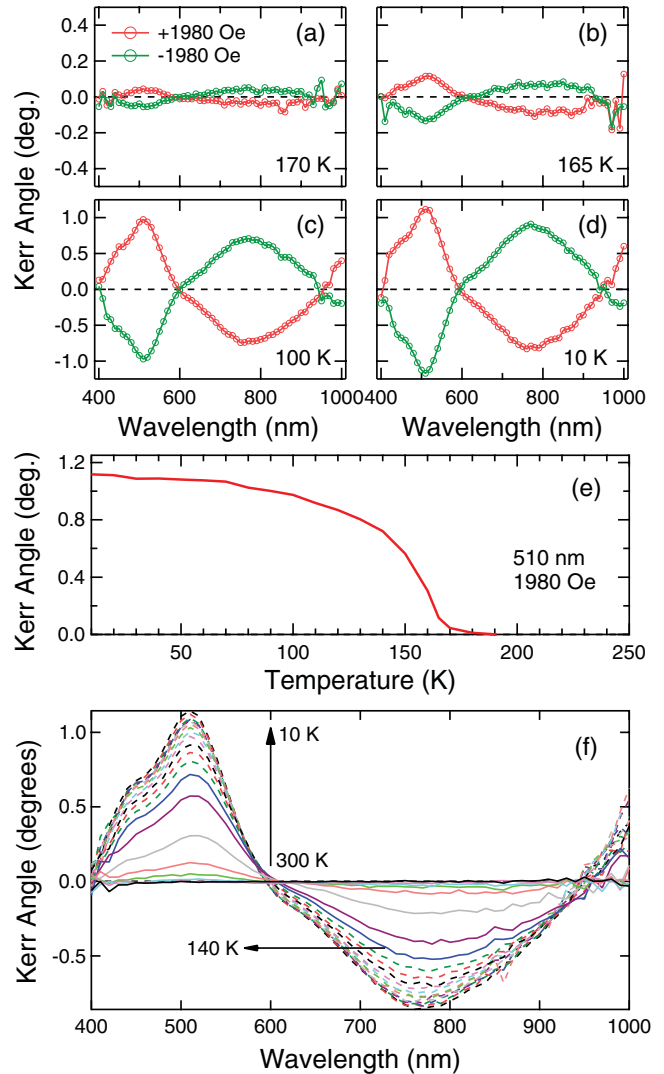 (a)
+1980 Oe
-1980 Oe
170 K
0.4
0.2
0.0
-0.2
-0.4
(b)
165 K
Kerr Angle (deg.)
(c)
100 K
1.0
0.5
0.0
-0.5
-1.0
(d)
10 K
400 600 800 1000
400 600 800 1000
Wavelength (nm)
Wavelength (nm)
Kerr Angle (deg.)
1.2
0.8
0.4
0.0
(e)
510 nm
1980 Oe
50 100 150 200 250
Temperature (K)
Kerr Angle (degrees)
1.0
0.5
0.0
-0.5
10 K
(f)
300 K
140 K
400 500 600 700 800 900 1000
Wavelength (nm)